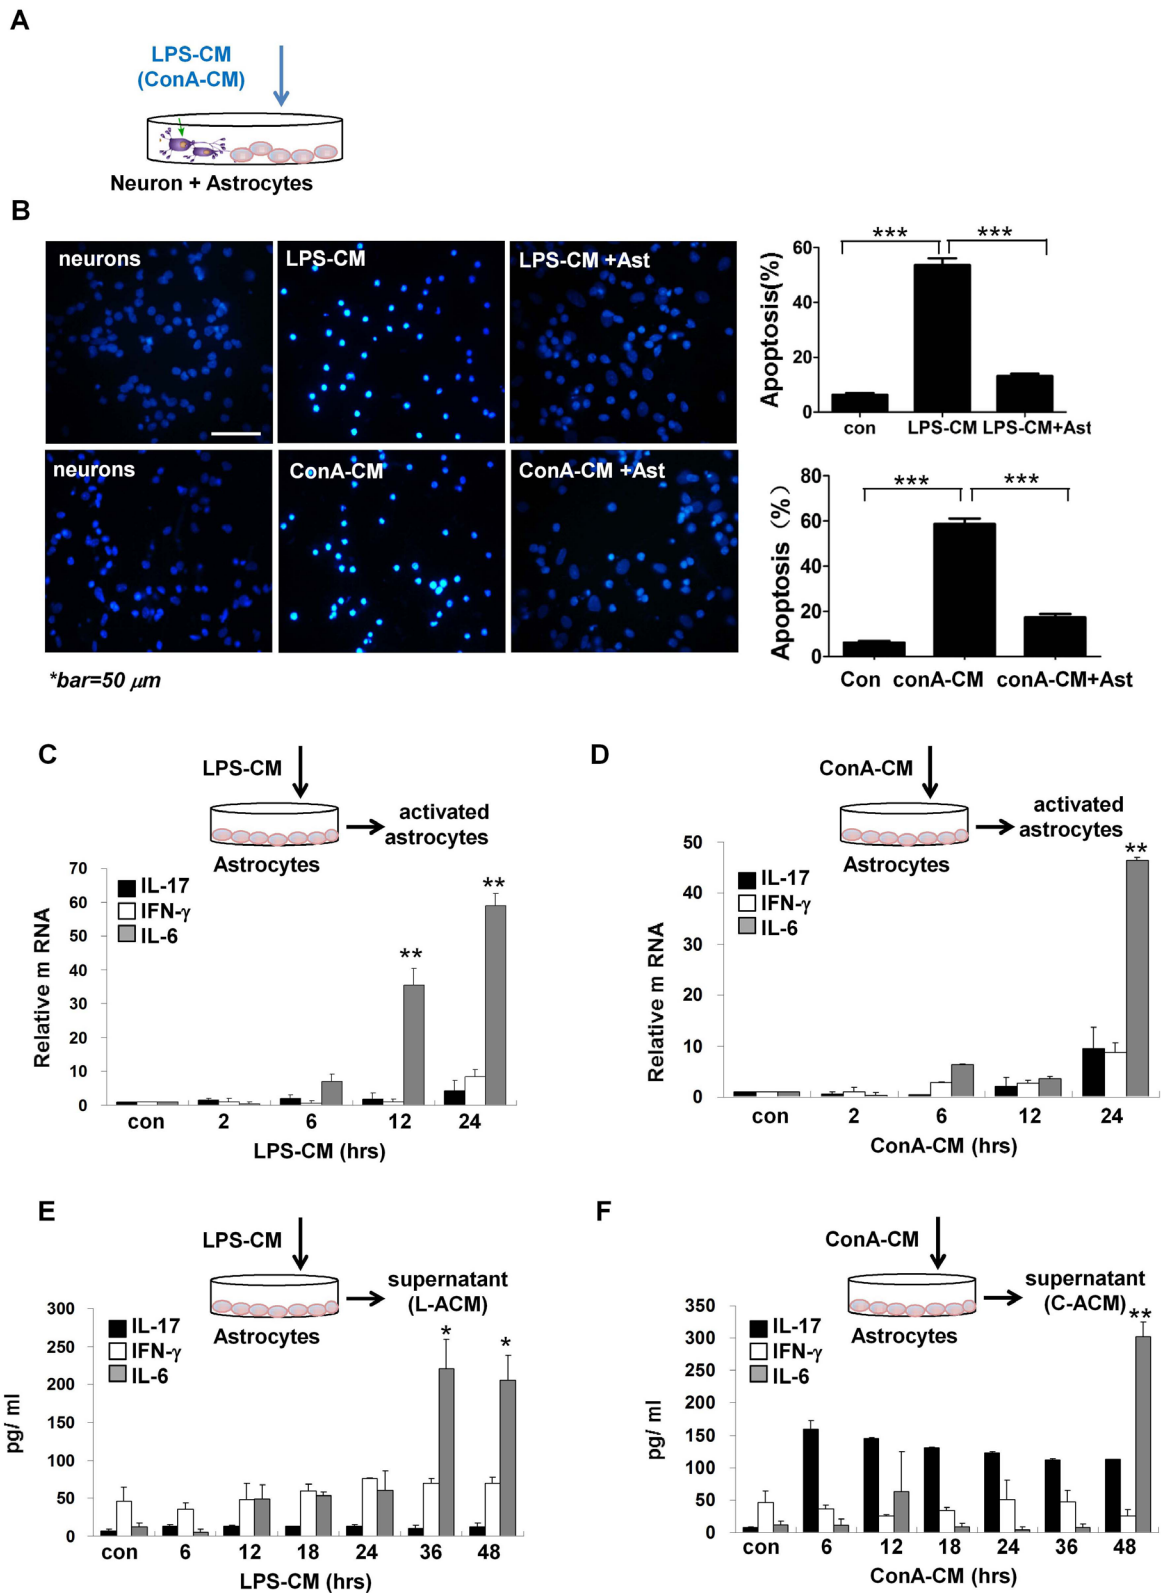 A
LPS-CM
(ConA-CM)
Neuron + Astrocytes
B
neurons
LPS-CM
LPS-CM +Ast
neurons
ConA-CM
ConA-CM +Ast
*bar=50 μm
Apoptosis(%)
60
40
20
0
***
***
con
LPS-CM
LPS-CM+Ast
Apoptosis (%)
80
60
40
20
0
***
***
Con
conA-CM
conA-CM+Ast
C
LPS-CM
activated
astrocytes
Astrocytes
Relative m RNA
70
60
50
40
30
20
10
0
IL-17
IFN-γ
IL-6
**
**
con
2
6
12
24
LPS-CM (hrs)
D
ConA-CM
activated
astrocytes
Astrocytes
Relative m RNA
50
40
30
20
10
0
IL-17
IFN-γ
IL-6
**
con
2
6
12
24
ConA-CM (hrs)
E
LPS-CM
supernatant
(L-ACM)
Astrocytes
pg/ ml
300
250
200
150
100
50
0
IL-17
IFN-γ
IL-6
*
*
con
6
12
18
24
36
48
LPS-CM (hrs)
F
ConA-CM
supernatant
(C-ACM)
Astrocytes
pg/ ml
350
300
250
200
150
100
50
0
IL-17
IFN-γ
IL-6
**
con
6
12
18
24
36
48
ConA-CM (hrs)